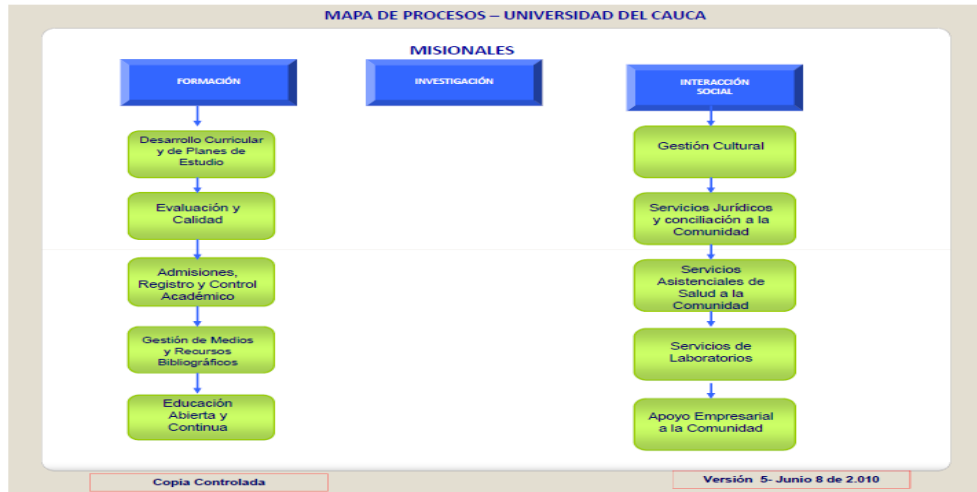 MAPA DE PROCESOS – UNIVERSIDAD DEL CAUCA
MISIONALES
FORMACIÓN
Desarrollo Curricular
y de Planes de
Estudio
Evaluación y
Calidad
Admisiones,
Registro y Control
Académico
Gestión de Medios
y Recursos
Bibliográficos
Educación
Abierta y
Continua
INVESTIGACIÓN
INTERACCIÓN
SOCIAL
Gestión Cultural
Servicios Jurídicos
y conciliación a la
Comunidad
Servicios
Asistenciales de
Salud a la
Comunidad
Servicios de
Laboratorios
Apoyo Empresarial
a la Comunidad
Copia Controlada
Versión 5- Junio 8 de 2.010